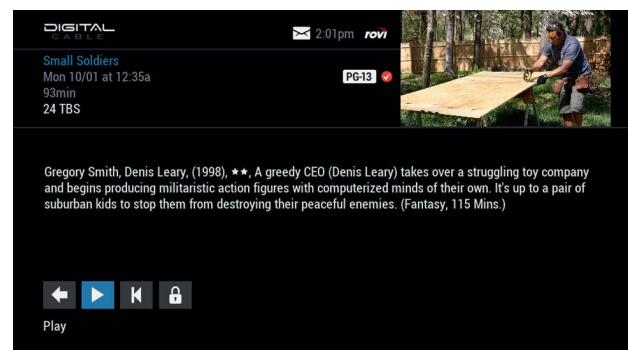 DIGITAL
CABLE
2:01pm rovi
Small Soldiers
Mon 10/01 at 12:35a
PG-13
93min
24 TBS
Gregory Smith, Denis Leary, (1998), ★★, A greedy CEO (Denis Leary) takes over a struggling toy company
and begins producing militaristic action figures with computerized minds of their own. It's up to a pair of
suburban kids to stop them from destroying their peaceful enemies. (Fantasy, 115 Mins.)
Play